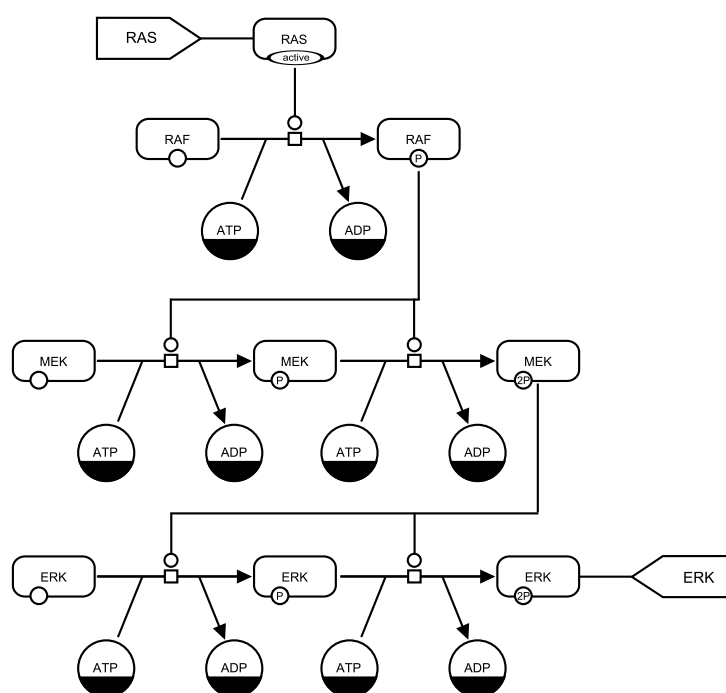 RAS
RAS
active
RAF
RAF
P
ATP
ADP
MEK
MEK
P
MEK
2P
ATP
ADP
ATP
ADP
ERK
ERK
P
ERK
2P
ERK
ATP
ADP
ATP
ADP